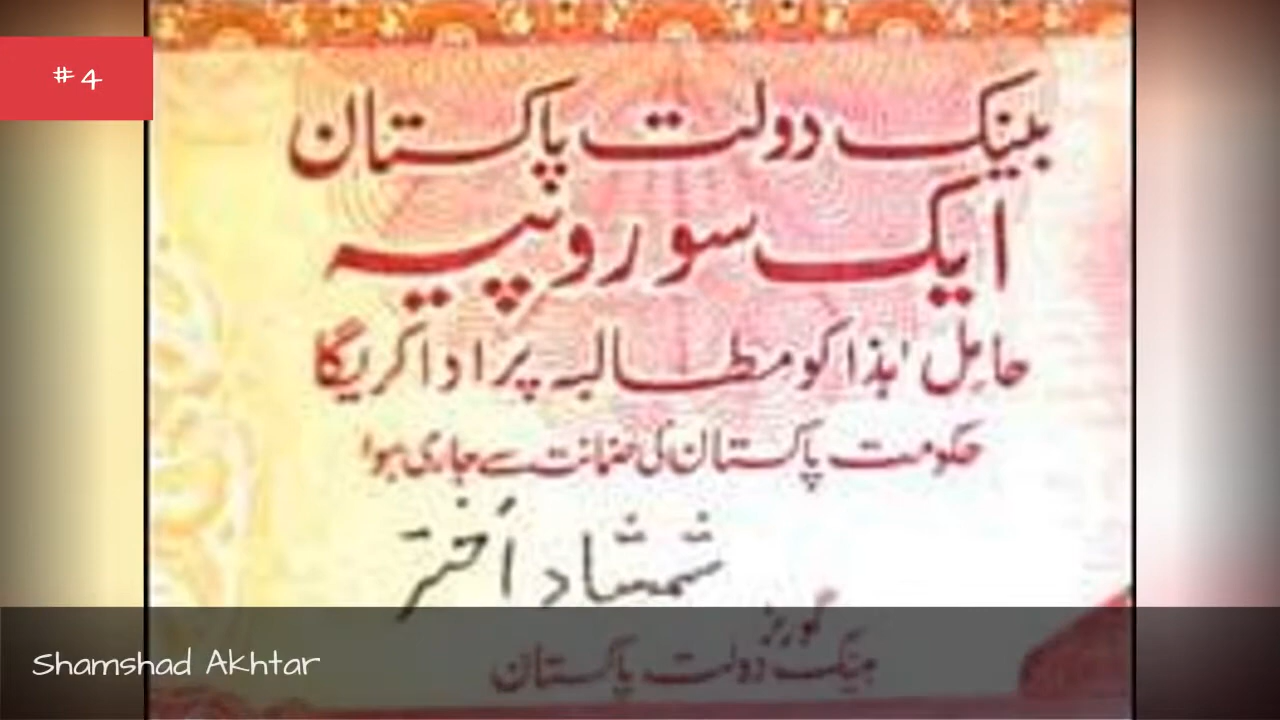 #4
بینک دولت پاکستان
ایک سو روپیہ
حامل ٰہذا کو مطالبہ پر ادا کریگا
حکومت پاکستان کی ضمانت سے جاری ہوا
شمشاد اختر
گورنر
بینک دولت پاکستان
Shamshad Akhtar